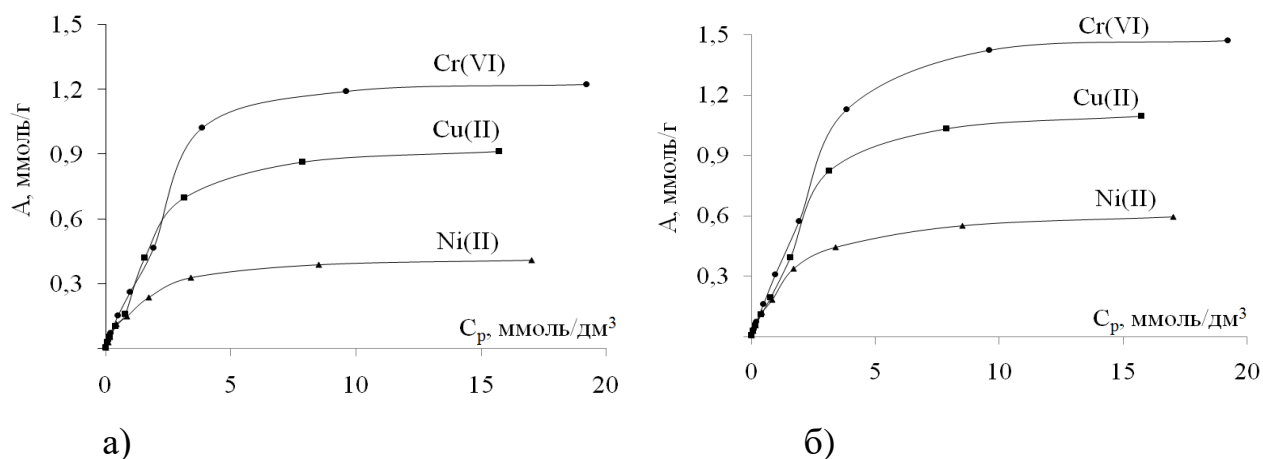 А, ммоль/г
1,5
1,2
0,9
0,6
0,3
Cr(VI)
Cu(II)
Ni(II)
Cр, ммоль/дм³
0
5
10
15
20
а)
А, ммоль/г
1,5
1,2
0,9
0,6
0,3
Cr(VI)
Cu(II)
Ni(II)
Cр, ммоль/дм³
0
5
10
15
20
б)